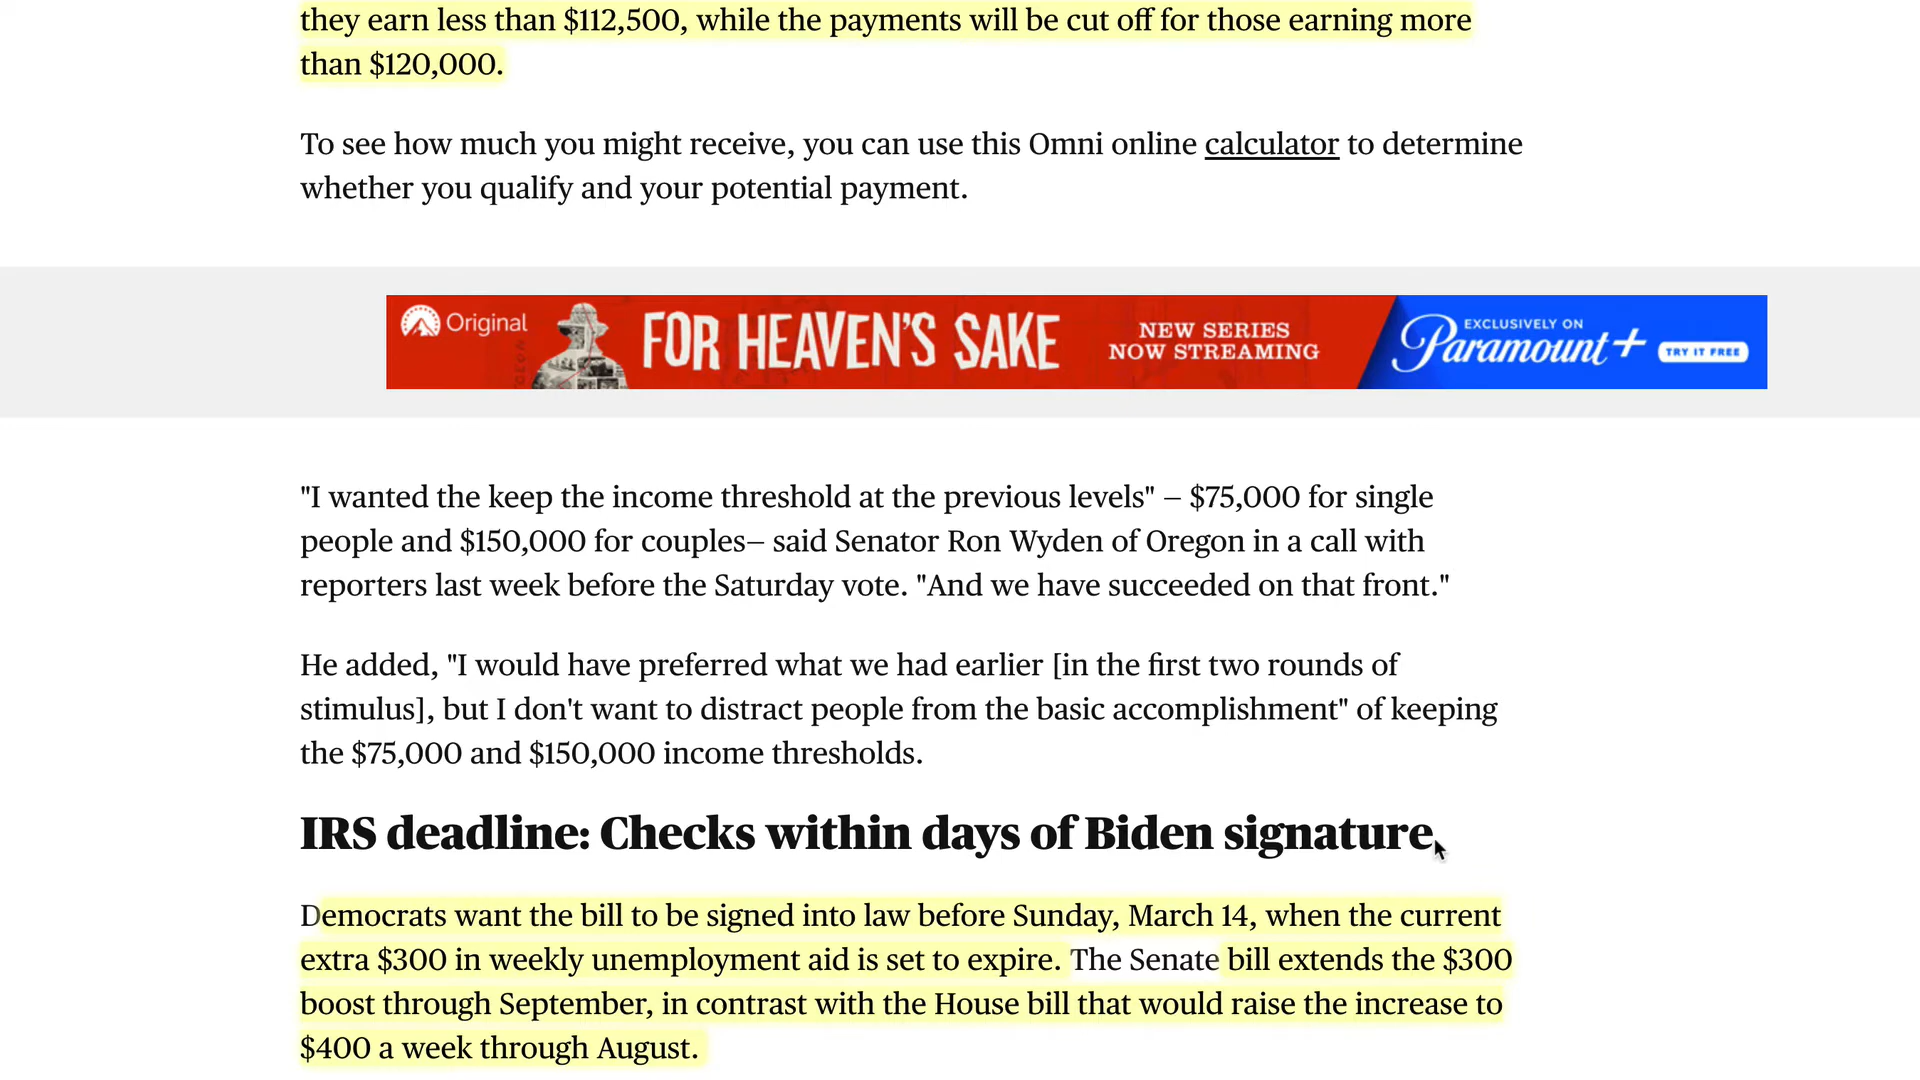 they earn less than $112,500, while the payments will be cut off for those earning more
than $120,000.
To see how much you might receive, you can use this Omni online calculator to determine
whether you qualify and your potential payment.
Original
FOR HEAVEN'S SAKE
NEW SERIES
NOW STREAMING
EXCLUSIVELY ON
Paramount+
TRY IT FREE
"I wanted the keep the income threshold at the previous levels" — $75,000 for single
people and $150,000 for couples— said Senator Ron Wyden of Oregon in a call with
reporters last week before the Saturday vote. "And we have succeeded on that front."
He added, "I would have preferred what we had earlier [in the first two rounds of
stimulus], but I don't want to distract people from the basic accomplishment" of keeping
the $75,000 and $150,000 income thresholds.
IRS deadline: Checks within days of Biden signature
Democrats want the bill to be signed into law before Sunday, March 14, when the current
extra $300 in weekly unemployment aid is set to expire. The Senate bill extends the $300
boost through September, in contrast with the House bill that would raise the increase to
$400 a week through August.